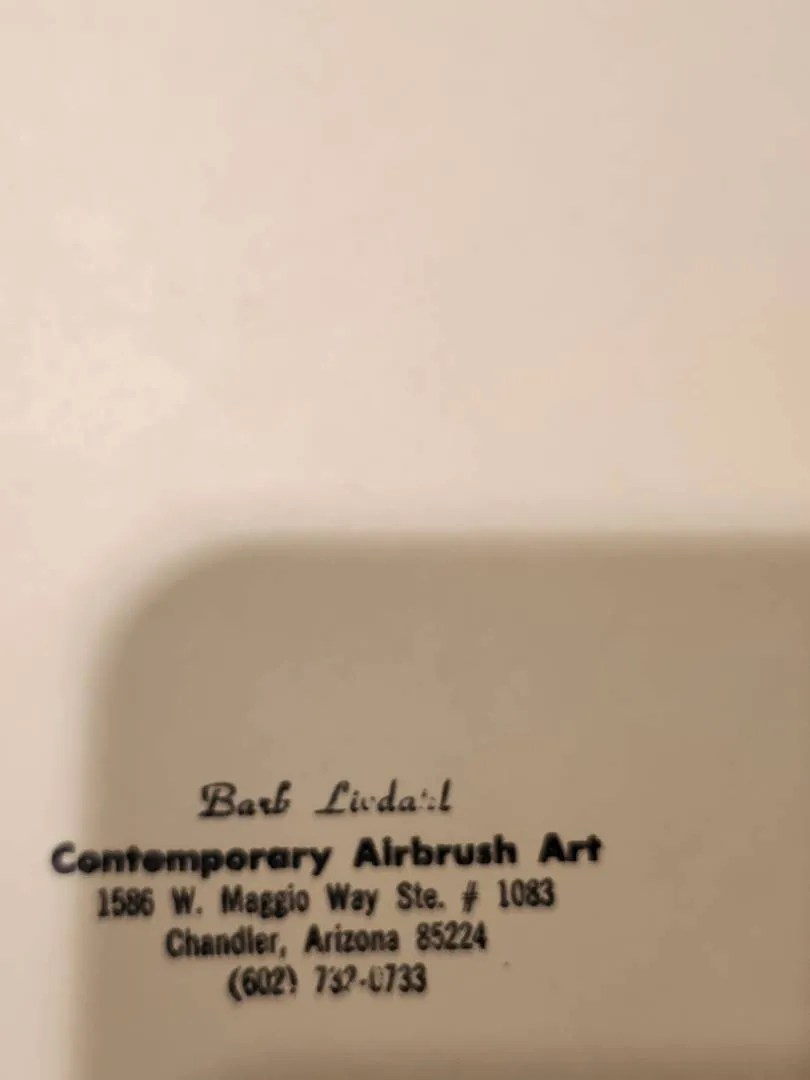 Barb
Contemporary Airbrush Art
1586 W. Maggio Way Ste. # 1083
Chandler, Arizona 85224
(602) 732-0733